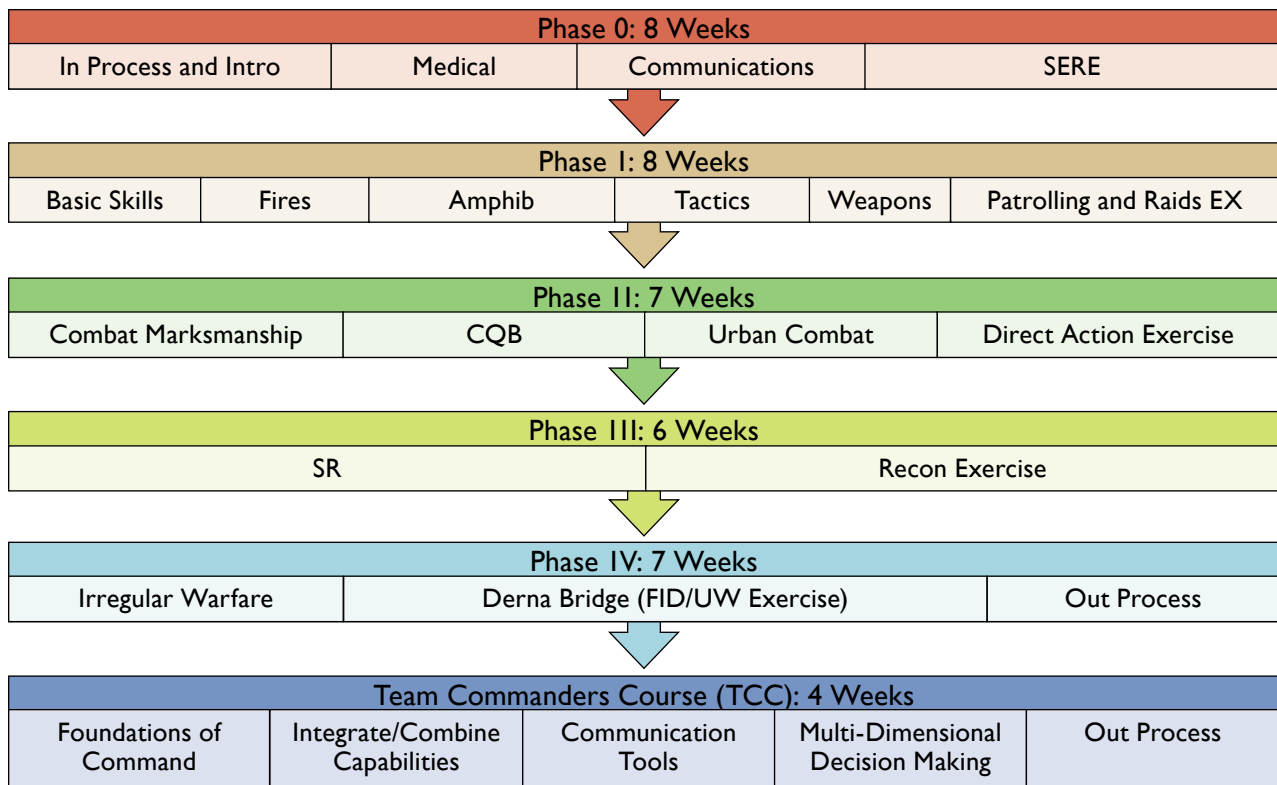 Phase 0: 8 Weeks
In Process and Intro
Medical
Communications
SERE
Phase I: 8 Weeks
Basic Skills
Fires
Amphib
Tactics
Weapons
Patrolling and Raids EX
Phase II: 7 Weeks
Combat Marksmanship
CQB
Urban Combat
Direct Action Exercise
Phase III: 6 Weeks
SR
Recon Exercise
Phase IV: 7 Weeks
Irregular Warfare
Derna Bridge (FID/UW Exercise)
Out Process
Team Commanders Course (TCC): 4 Weeks
Foundations of
Command
Integrate/Combine
Capabilities
Communication
Tools
Multi-Dimensional
Decision Making
Out Process